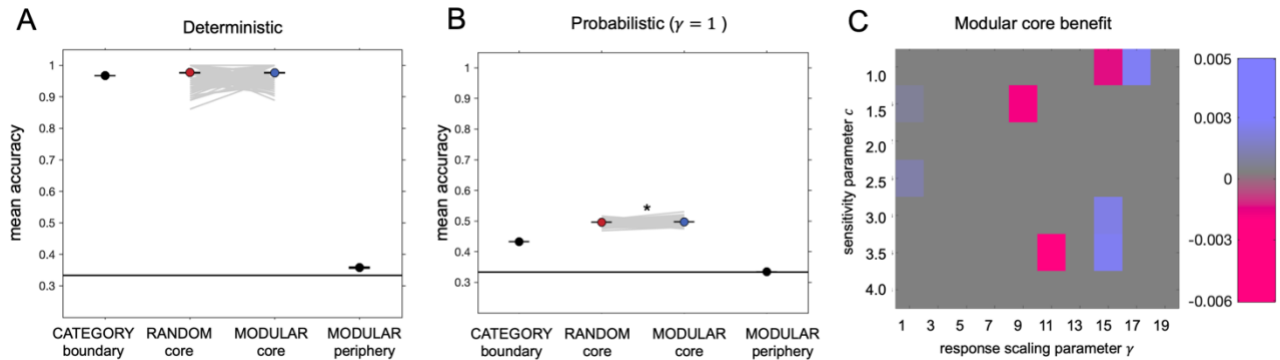 A
Deterministic
mean accuracy
1
0.9
0.8
0.7
0.6
0.5
0.4
0.3
CATEGORY
boundary
RANDOM
core
MODULAR
core
MODULAR
periphery
B
Probabilistic (γ = 1 )
mean accuracy
1
0.9
0.8
0.7
0.6
0.5
0.4
0.3
*
CATEGORY
boundary
RANDOM
core
MODULAR
core
MODULAR
periphery
C
Modular core benefit
sensitivity parameter c
1.0
1.5
2.0
2.5
3.0
3.5
4.0
1 3 5 7 9 11 13 15 17 19
response scaling parameter γ
0.005
0.003
0
-0.003
-0.006